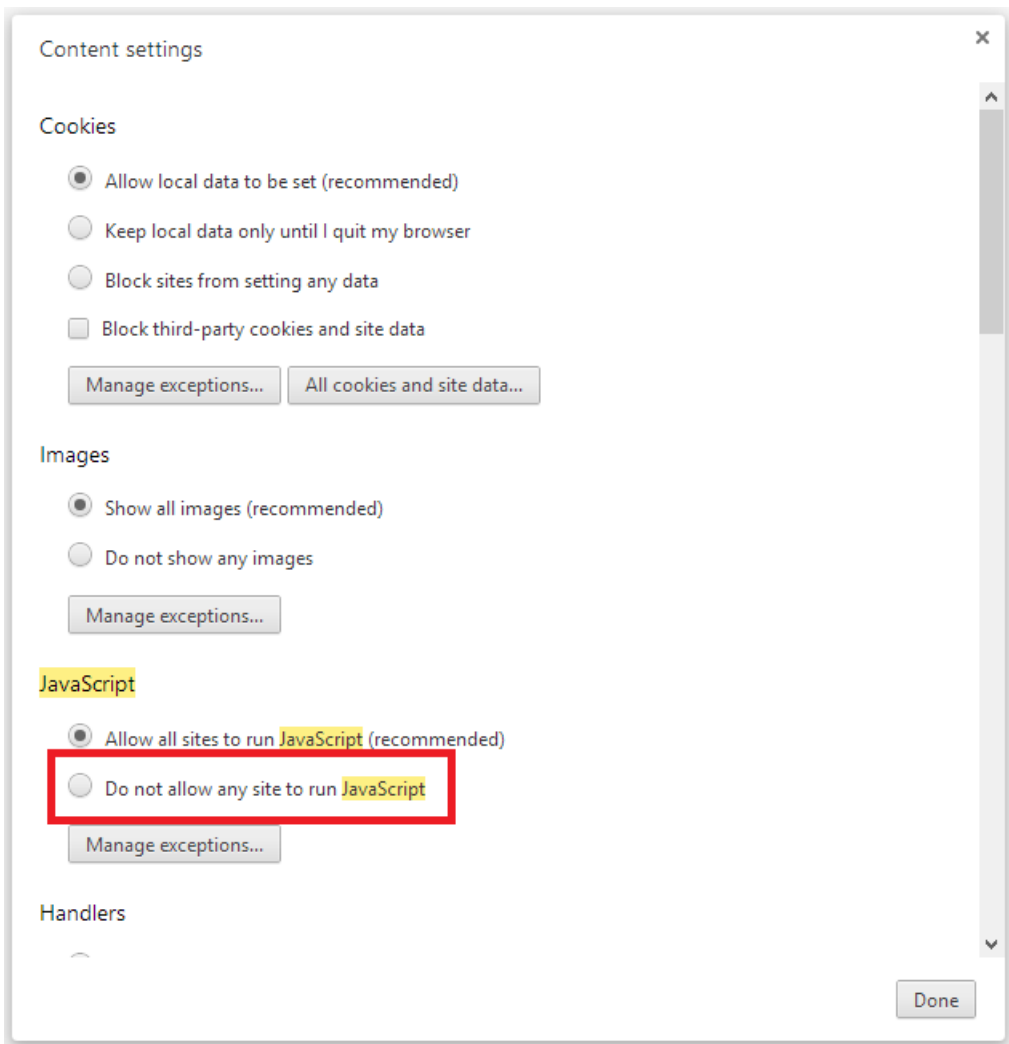 Content settings
Cookies
Allow local data to be set (recommended)
Keep local data only until I quit my browser
Block sites from setting any data
Block third-party cookies and site data
Manage exceptions... All cookies and site data...
Images
Show all images (recommended)
Do not show any images
Manage exceptions...
JavaScript
Allow all sites to run JavaScript (recommended)
Do not allow any site to run JavaScript
Manage exceptions...
Handlers
Done